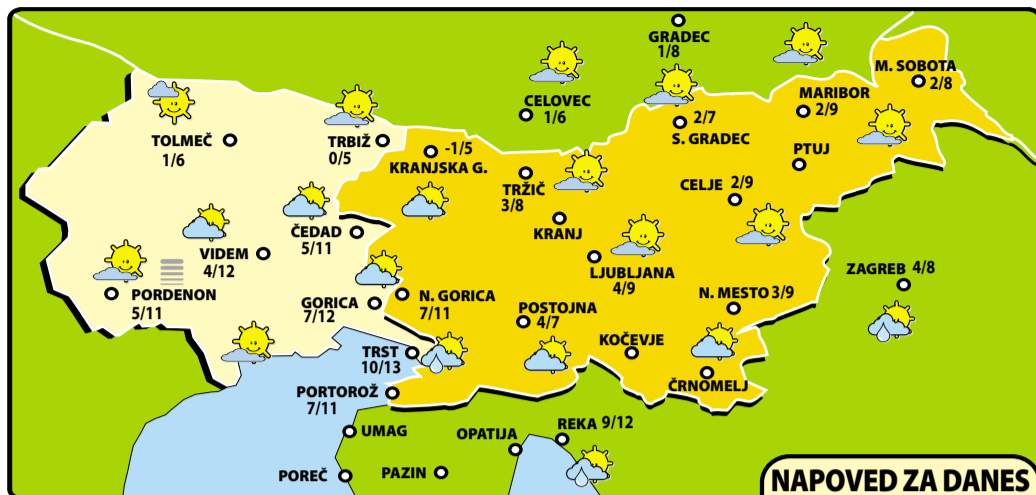 GRADEC
1/8
M. SOBOTA
2/8
CELOVEC
1/6
MARIBOR
2/9
2/7
S. GRADEC
TOLMEČ
1/6
TRBIŽ
0/5
-1/5
KRANJSKA G.
PTUJ
TRŽIČ
3/8
CELJE 2/9
KRANJ
ČEDAD
5/11
VIDEM
4/12
LJUBLJANA
4/9
ZAGREB 4/8
PORDENON
5/11
GORICA
7/12
N. GORICA
7/11
POSTOJNA
4/7
N. MESTO 3/9
KOČEVJE
TRST
10/13
ČRNOMELJ
PORTOROŽ
7/11
UMAG
OPATIJA
REKA 9/12
POREČ
PAZIN
NAPOVED ZA DANES